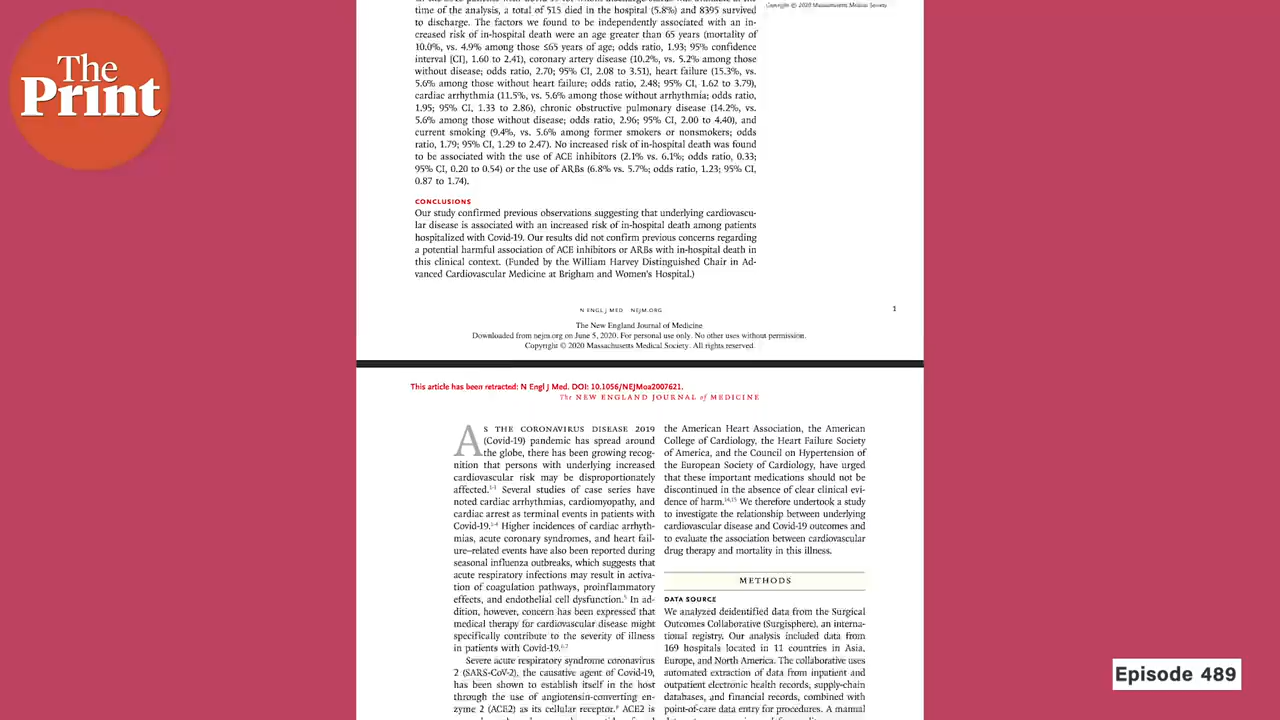 The
Print
Copyright © 2020 Massachusetts Medical Society
time of the analysis, a total of 515 died in the hospital (5.8%) and 8395 survived
to discharge. The factors we found to be independently associated with an in-
creased risk of in-hospital death were an age greater than 65 years (mortality of
10.0%, vs. 4.9% among those ≤65 years of age; odds ratio, 1.93; 95% confidence
interval [CI], 1.60 to 2.41), coronary artery disease (10.2%, vs. 5.2% among those
without disease; odds ratio, 2.70; 95% CI, 2.08 to 3.51), heart failure (15.3%, vs.
5.6% among those without heart failure; odds ratio, 2.48; 95% CI, 1.62 to 3.79),
cardiac arrhythmia (11.5%, vs. 5.6% among those without arrhythmia; odds ratio,
1.95; 95% CI, 1.33 to 2.86), chronic obstructive pulmonary disease (14.2%, vs.
5.6% among those without disease; odds ratio, 2.96; 95% CI, 2.00 to 4.40), and
current smoking (9.4%, vs. 5.6% among former smokers or nonsmokers; odds
ratio, 1.79; 95% CI, 1.29 to 2.47). No increased risk of in-hospital death was found
to be associated with the use of ACE inhibitors (2.1% vs. 6.1%; odds ratio, 0.33;
95% CI, 0.20 to 0.54) or the use of ARBs (6.8% vs. 5.7%; odds ratio, 1.23; 95% CI,
0.87 to 1.74).
CONCLUSIONS
Our study confirmed previous observations suggesting that underlying cardiovascu-
lar disease is associated with an increased risk of in-hospital death among patients
hospitalized with Covid-19. Our results did not confirm previous concerns regarding
a potential harmful association of ACE inhibitors or ARBs with in-hospital death in
this clinical context. (Funded by the William Harvey Distinguished Chair in Ad-
vanced Cardiovascular Medicine at Brigham and Women's Hospital.)
N ENGL J MED NEJM.ORG
1
The New England Journal of Medicine
Downloaded from nejm.org on June 5, 2020. For personal use only. No other uses without permission.
Copyright © 2020 Massachusetts Medical Society. All rights reserved.
This article has been retracted: N Engl J Med. DOI: 10.1056/NEJMoa2007621.
The NEW ENGLAND JOURNAL of MEDICINE
AS THE CORONAVIRUS DISEASE 2019
(Covid-19) pandemic has spread around
the globe, there has been growing recog-
nition that persons with underlying increased
cardiovascular risk may be disproportionately
affected.1-3 Several studies of case series have
noted cardiac arrhythmias, cardiomyopathy, and
cardiac arrest as terminal events in patients with
Covid-19.1-4 Higher incidences of cardiac arrhyth-
mias, acute coronary syndromes, and heart fail-
ure–related events have also been reported during
seasonal influenza outbreaks, which suggests that
acute respiratory infections may result in activa-
tion of coagulation pathways, proinflammatory
effects, and endothelial cell dysfunction.5 In ad-
dition, however, concern has been expressed that
medical therapy for cardiovascular disease might
specifically contribute to the severity of illness
in patients with Covid-19.6,7
Severe acute respiratory syndrome coronavirus
2 (SARS-CoV-2), the causative agent of Covid-19,
has been shown to establish itself in the host
through the use of angiotensin-converting en-
zyme 2 (ACE2) as its cellular receptor.8 ACE2 is
the American Heart Association, the American
College of Cardiology, the Heart Failure Society
of America, and the Council on Hypertension of
the European Society of Cardiology, have urged
that these important medications should not be
discontinued in the absence of clear clinical evi-
dence of harm.14,15 We therefore undertook a study
to investigate the relationship between underlying
cardiovascular disease and Covid-19 outcomes and
to evaluate the association between cardiovascular
drug therapy and mortality in this illness.
METHODS
DATA SOURCE
We analyzed deidentified data from the Surgical
Outcomes Collaborative (Surgisphere), an interna-
tional registry. Our analysis included data from
169 hospitals located in 11 countries in Asia,
Europe, and North America. The collaborative uses
automated extraction of data from inpatient and
outpatient electronic health records, supply-chain
databases, and financial records, combined with
point-of-care data entry for procedures. A manual
Episode 489